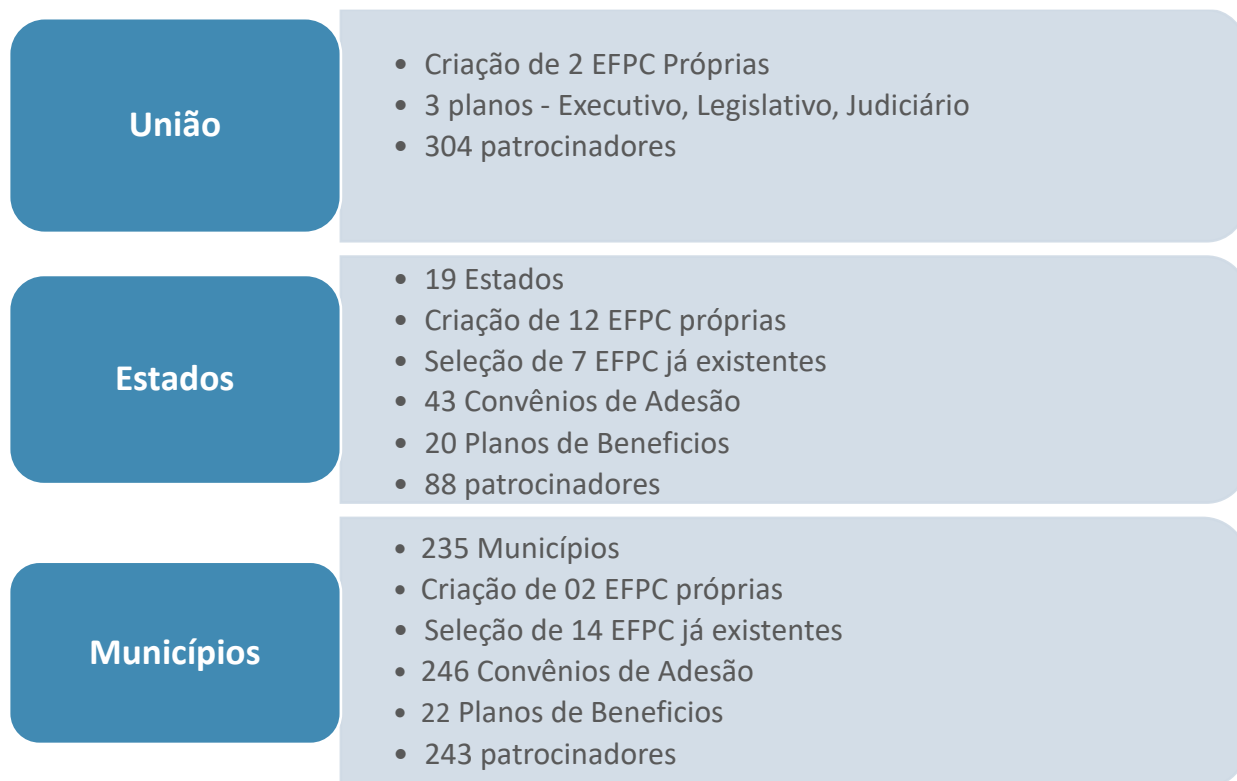 União
• Criação de 2 EFPC Próprias
• 3 planos - Executivo, Legislativo, Judiciário
• 304 patrocinadores
Estados
• 19 Estados
• Criação de 12 EFPC próprias
• Seleção de 7 EFPC já existentes
• 43 Convênios de Adesão
• 20 Planos de Beneficios
• 88 patrocinadores
Municípios
• 235 Municípios
• Criação de 02 EFPC próprias
• Seleção de 14 EFPC já existentes
• 246 Convênios de Adesão
• 22 Planos de Beneficios
• 243 patrocinadores